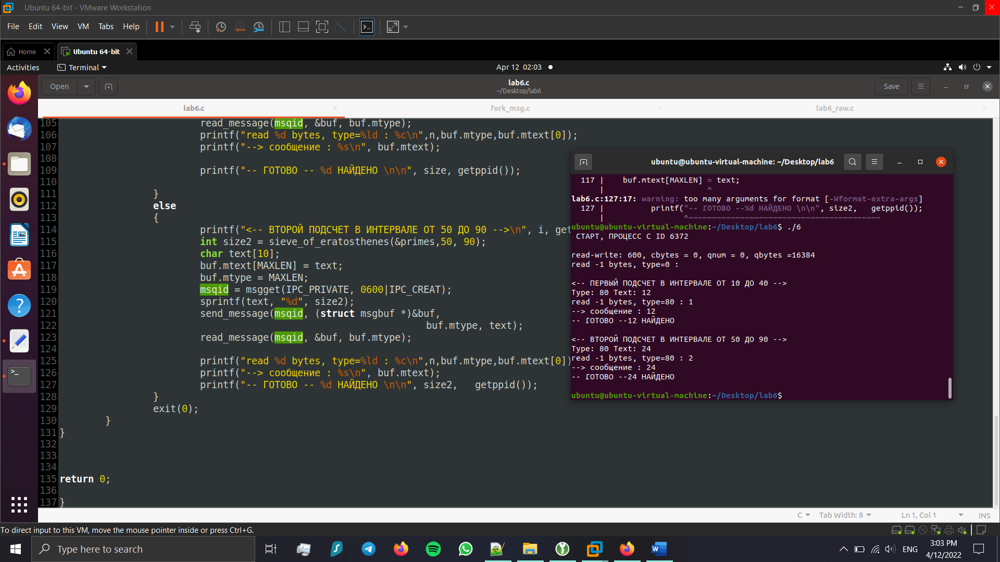 Ubuntu 64-bit - VMware Workstation
File Edit View VM Tabs Help
Home Ubuntu 64-bit
Activities Terminal Apr 12 02:03
Open lab6.c Save
~/Desktop/lab6
lab6.c fork_msg.c lab6_raw.c
105 read_message(msqid, &buf, buf.mtype);
106 printf("read %d bytes, type=%ld : %c\n",n,buf.mtype,buf.mtext[0]);
107 printf("--> сообщение : %s\n", buf.mtext);
108
109 printf("-- ГОТОВО -- %d НАЙДЕНО \n\n", size, getppid());
110
111 }
112 else
113 {
114 printf("<-- ВТОРОЙ ПОДСЧЕТ В ИНТЕРВАЛЕ ОТ 50 ДО 90 -->\n", i, get
115 int size2 = sieve_of_eratosthenes(&primes,50, 90);
116 char text[10];
117 buf.mtext[MAXLEN] = text;
118 buf.mtype = MAXLEN;
119 msqid = msgget(IPC_PRIVATE, 0600|IPC_CREAT);
120 sprintf(text, "%d", size2);
121 send_message(msqid, (struct msgbuf *)&buf,
122 buf.mtype, text);
123 read_message(msqid, &buf, buf.mtype);
124
125 printf("read %d bytes, type=%ld : %c\n",n,buf.mtype,buf.mtext[0])
126 printf("--> сообщение : %s\n", buf.mtext);
127 printf("-- ГОТОВО -- %d НАЙДЕНО \n\n", size2, getppid());
128 }
129 exit(0);
130 }
131 }
132
133
134
135 return 0;
136
137 }
ubuntu@ubuntu-virtual-machine: ~/Desktop/lab6
117 | buf.mtext[MAXLEN] = text;
| ^
lab6.c:127:17: warning: too many arguments for format [-Wformat-extra-args]
127 | printf("-- ГОТОВО --%d НАЙДЕНО \n\n", size2, getppid());
| ^~~~~~~~~~~~~~~~~~~~~~~~~~~~~~~~~~~~~~~~~~
ubuntu@ubuntu-virtual-machine:~/Desktop/lab6$ ./6
СТАРТ, ПРОЦЕСС С ID 6372
read-write: 600, cbytes = 0, qnum = 0, qbytes =16384
read -1 bytes, type=0 :
<-- ПЕРВЫЙ ПОДСЧЕТ В ИНТЕРВАЛЕ ОТ 10 ДО 40 -->
Type: 80 Text: 12
read -1 bytes, type=80 : 1
--> сообщение : 12
-- ГОТОВО --12 НАЙДЕНО
<-- ВТОРОЙ ПОДСЧЕТ В ИНТЕРВАЛЕ ОТ 50 ДО 90 -->
Type: 80 Text: 24
read -1 bytes, type=80 : 2
--> сообщение : 24
-- ГОТОВО --24 НАЙДЕНО
ubuntu@ubuntu-virtual-machine:~/Desktop/lab6$
C Tab Width: 8 Ln 1, Col 1 INS
To direct input to this VM, move the mouse pointer inside or press Ctrl+G.
Type here to search
ENG 3:03 PM
4/12/2022